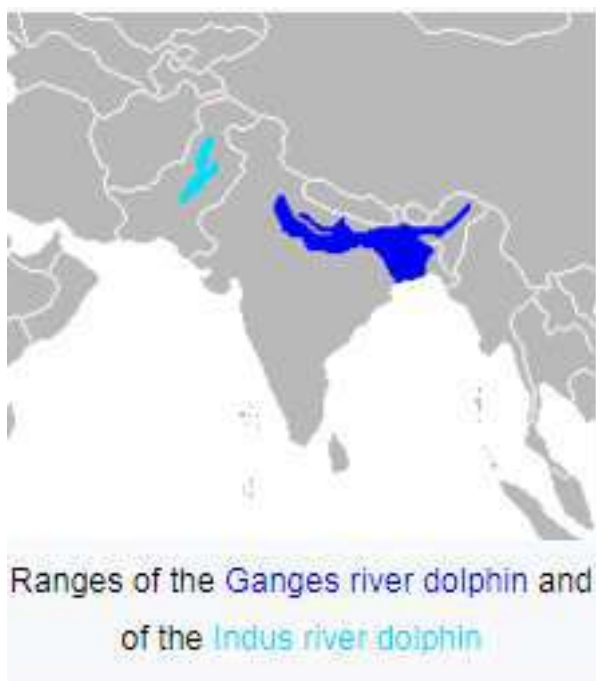 Ranges of the Ganges river dolphin and
of the Indus river dolphin